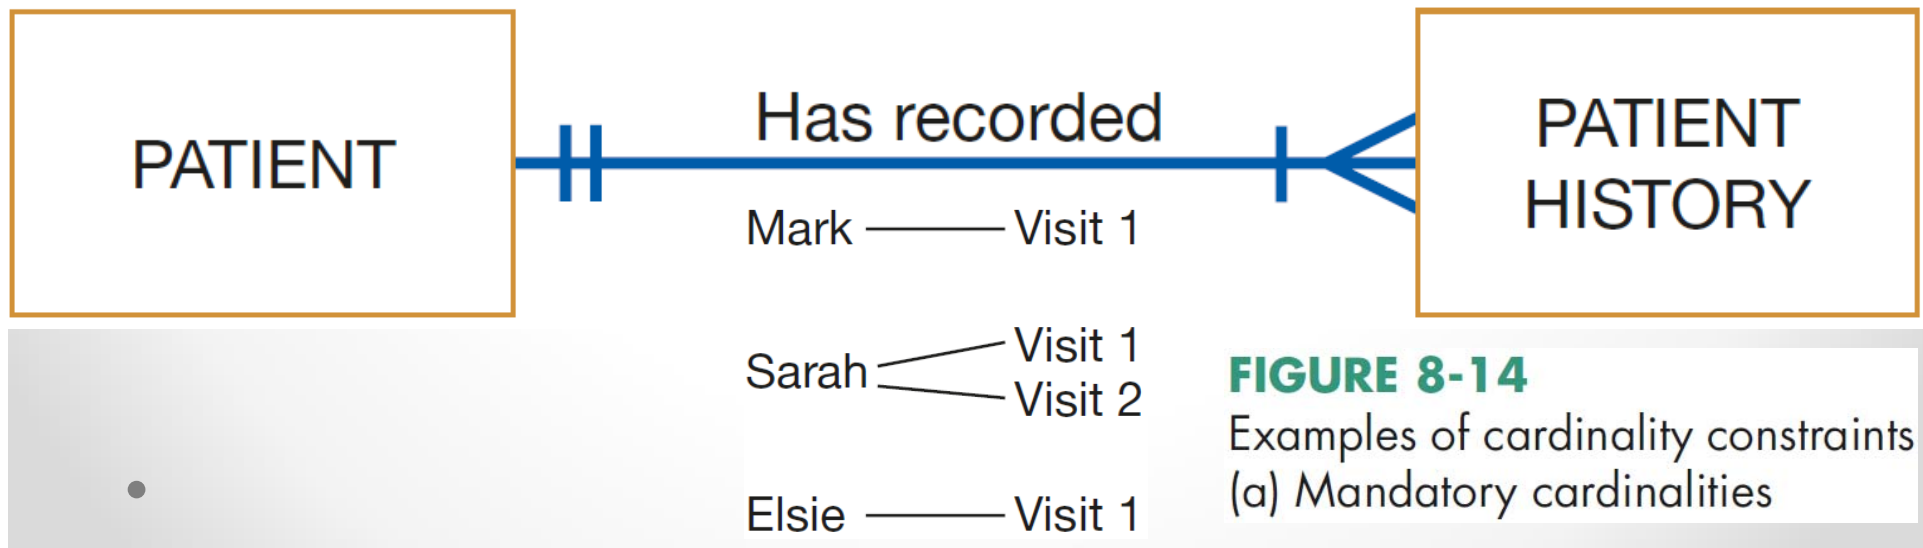 PATIENT
Has recorded
PATIENT
HISTORY
Mark Visit 1
Sarah Visit 1
Visit 2
Elsie Visit 1
FIGURE 8-14
Examples of cardinality constraints
(a) Mandatory cardinalities